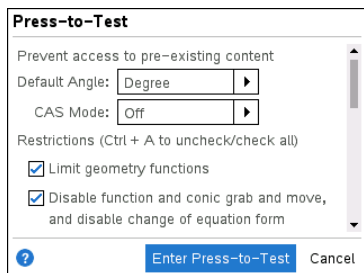 Press-to-Test
Prevent access to pre-existing content
Default Angle: Degree
CAS Mode: Off
Restrictions (Ctrl + A to uncheck/check all)
Limit geometry functions
Disable function and conic grab and move,
and disable change of equation form
? Enter Press-to-Test Cancel